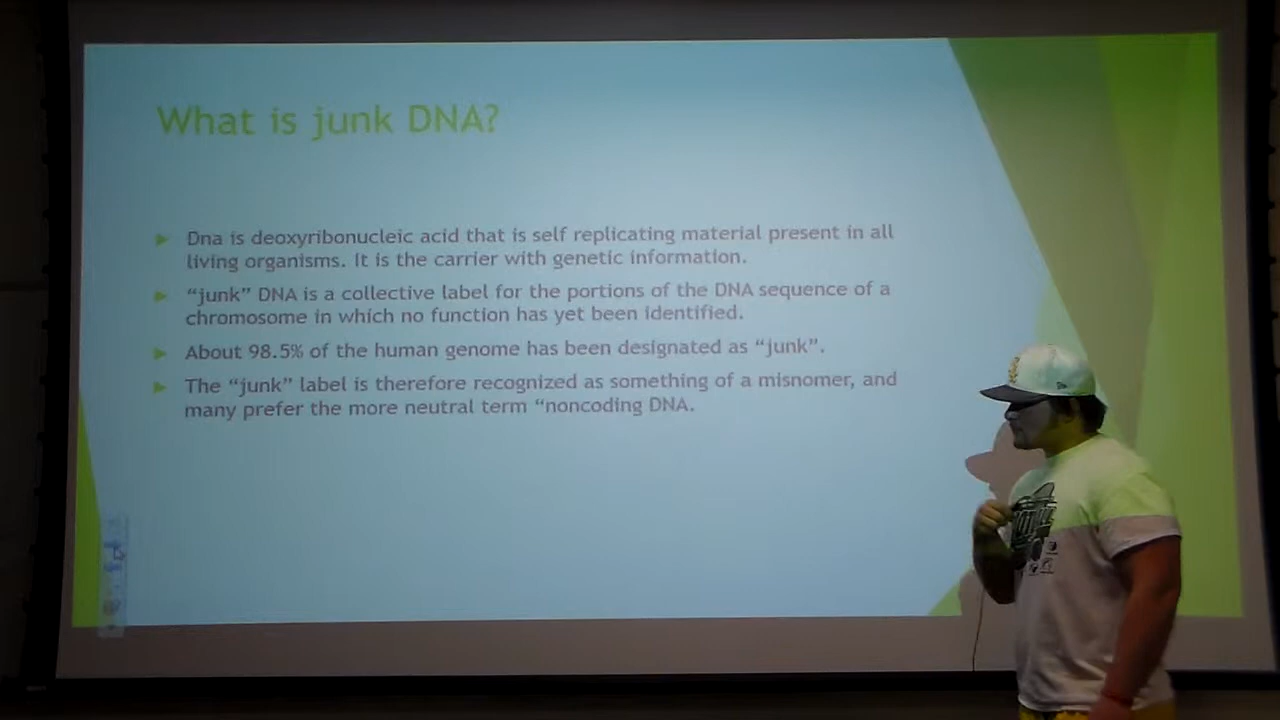 What is junk DNA?
Dna is deoxyribonucleic acid that is self replicating material present in all
living organisms. It is the carrier with genetic information.
“junk” DNA is a collective label for the portions of the DNA sequence of a
chromosome in which no function has yet been identified.
About 98.5% of the human genome has been designated as “junk”.
The “junk” label is therefore recognized as something of a misnomer, and
many prefer the more neutral term “noncoding DNA.